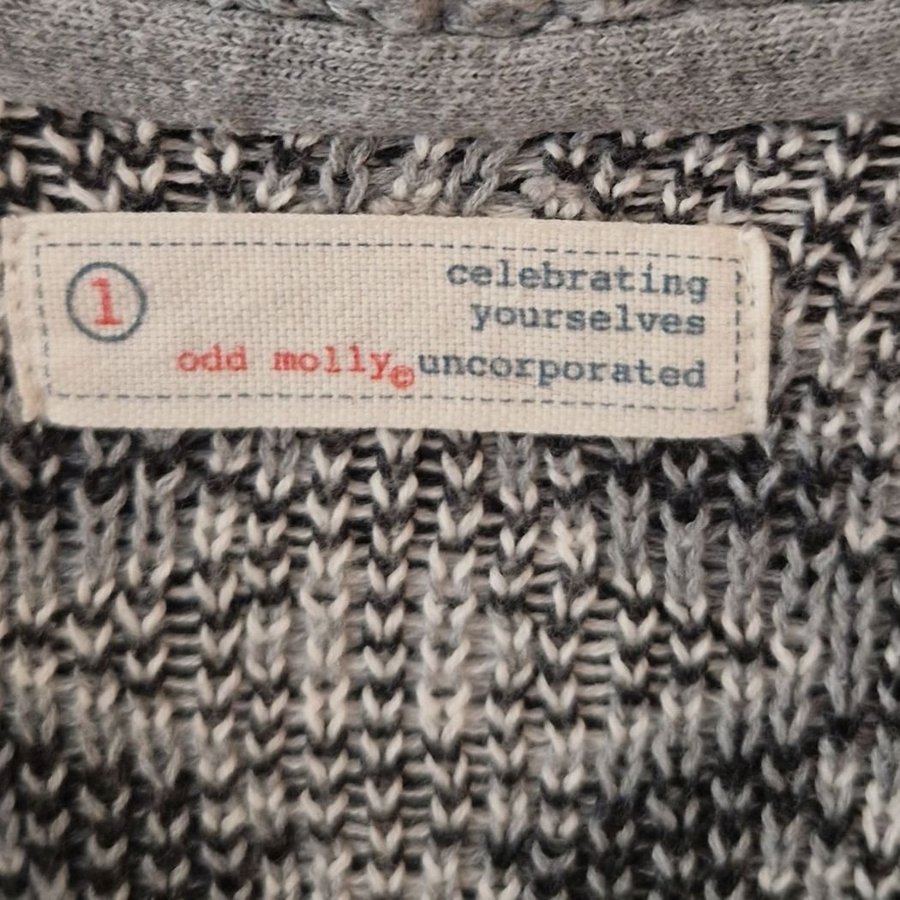 1
celebrating
yourselves
odd molly©uncorporated